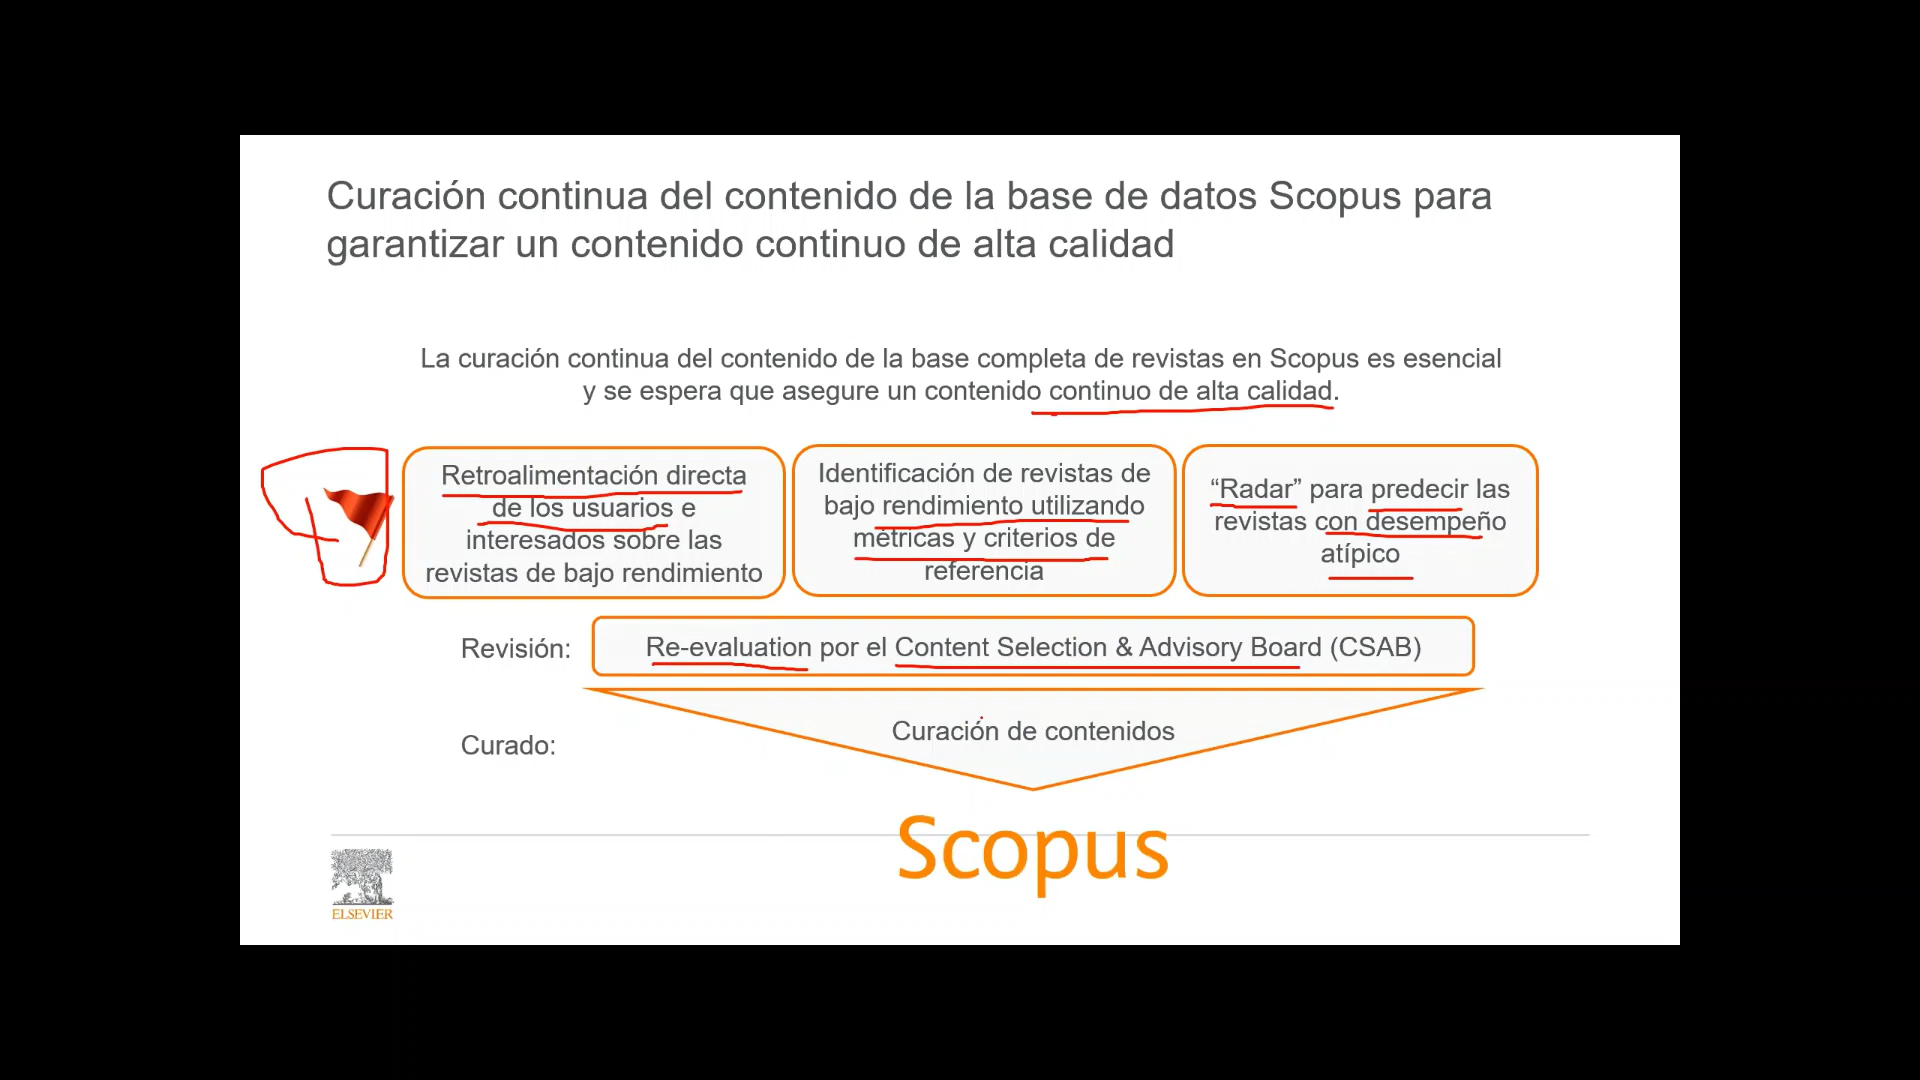 Curación continua del contenido de la base de datos Scopus para
garantizar un contenido continuo de alta calidad
La curación continua del contenido de la base completa de revistas en Scopus es esencial
y se espera que asegure un contenido continuo de alta calidad.
Retroalimentación directa
de los usuarios e
interesados sobre las
revistas de bajo rendimiento
Identificación de revistas de
bajo rendimiento utilizando
métricas y criterios de
referencia
“Radar” para predecir las
revistas con desempeño
atípico
Revisión:
Re-evaluation por el Content Selection & Advisory Board (CSAB)
Curado:
Curación de contenidos
Scopus
ELSEVIER